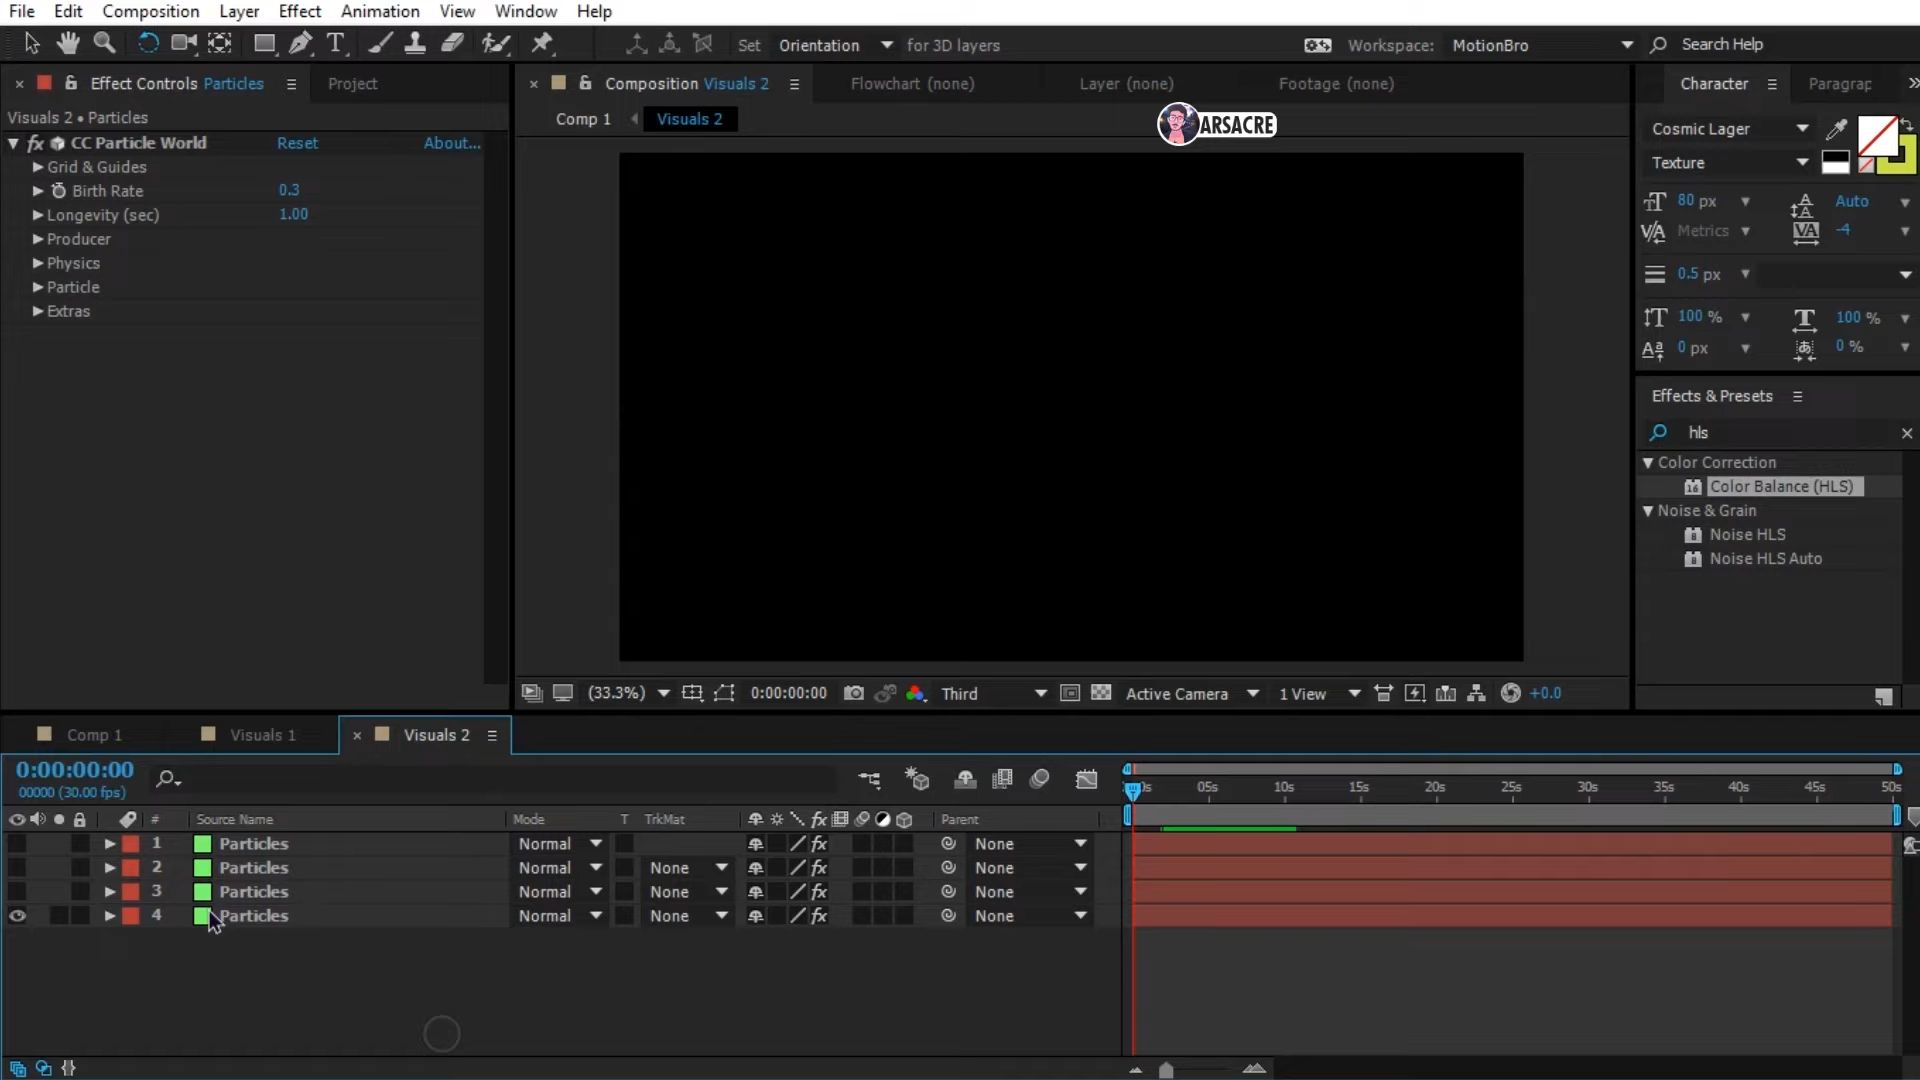 File Edit Composition Layer Effect Animation View Window Help
Set Orientation for 3D layers Workspace: MotionBro Search Help
Effect Controls Particles Project
Visuals 2 • Particles
fx CC Particle World Reset About...
Grid & Guides
Birth Rate 0.3
Longevity (sec) 1.00
Producer
Physics
Particle
Extras
Composition Visuals 2 Flowchart (none) Layer (none) Footage (none)
Comp 1 Visuals 2
ARSACRE
(33.3%) 0:00:00:00 Third Active Camera 1 View +0.0
Character Paragrap
Cosmic Lager
Texture
80 px Auto
Metrics -4
0.5 px
100 % 100 %
0 px 0 %
Effects & Presets
hls
Color Correction
Color Balance (HLS)
Noise & Grain
Noise HLS
Noise HLS Auto
Comp 1 Visuals 1 Visuals 2
0:00:00:00
00000 (30.00 fps)
05s 10s 15s 20s 25s 30s 35s 40s 45s 50s
# Source Name Mode T TrkMat Parent
1 Particles Normal None
2 Particles Normal None None
3 Particles Normal None None
4 Particles Normal None None